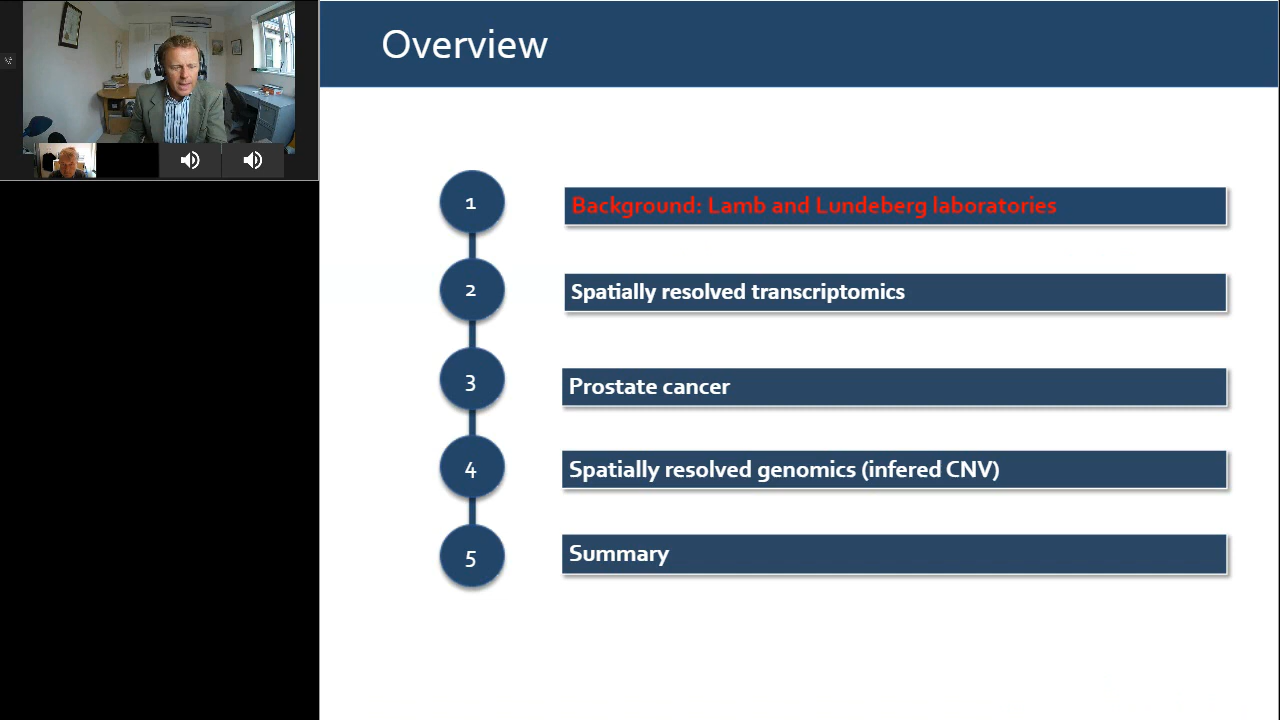 Overview
1
Background: Lamb and Lundeberg laboratories
2
Spatially resolved transcriptomics
3
Prostate cancer
4
Spatially resolved genomics (infered CNV)
5
Summary